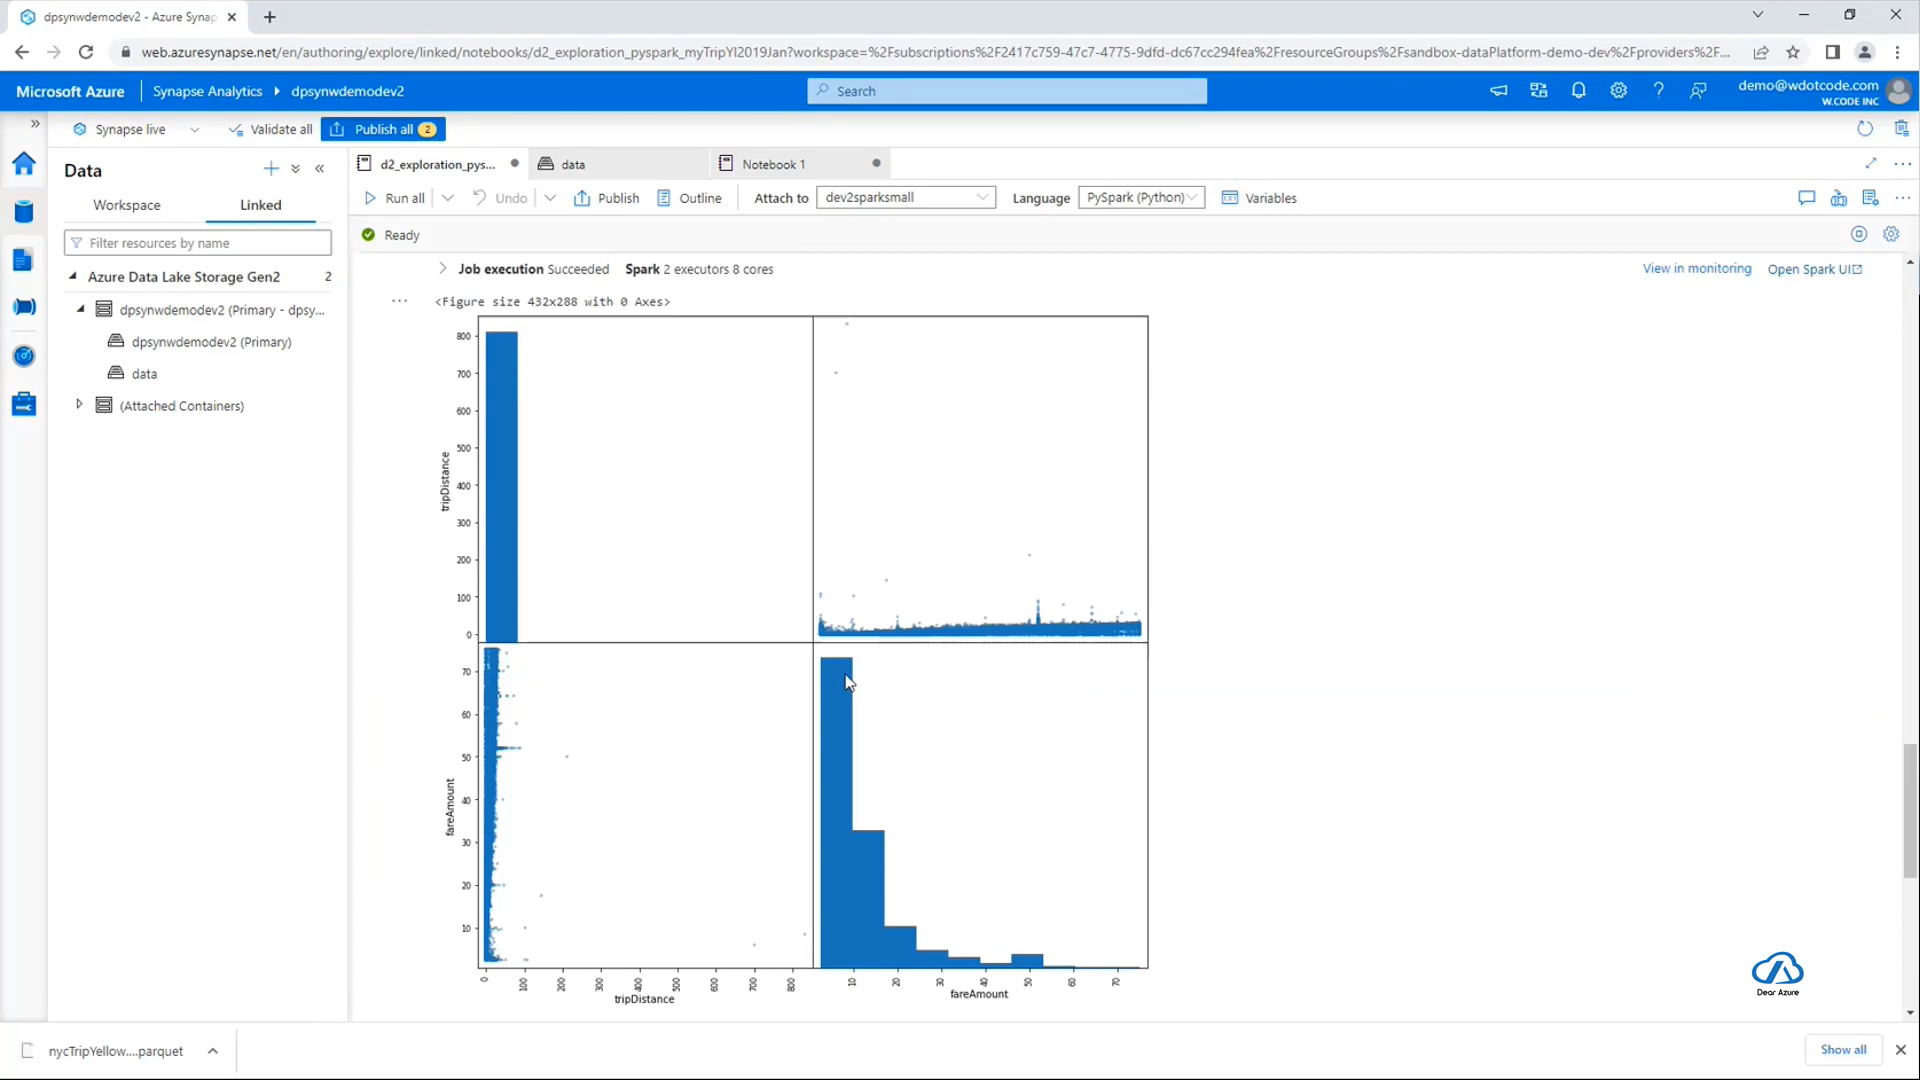 dpsynwdemodev2 - Azure Synap
web.azuresynapse.net/en/authoring/explore/linked/notebooks/d2_exploration_pyspark_myTripYl2019Jan?workspace=%2Fsubscriptions%2F2417c759-47c7-4775-9dfd-dc67cc294fea%2FresourceGroups%2Fsandbox-dataPlatform-demo-dev%2Fproviders%2F...
Microsoft Azure
Synapse Analytics
dpsynwdemodev2
Search
demo@wdotcode.com
W.CODE INC
Synapse live
Validate all
Publish all 2
Data
d2_exploration_pys...
data
Notebook 1
Run all
Undo
Publish
Outline
Attach to
dev2sparksmall
Language
PySpark (Python)
Variables
Workspace
Linked
Filter resources by name
Ready
Azure Data Lake Storage Gen2
2
dpsynwdemodev2 (Primary - dpsy...
dpsynwdemodev2 (Primary)
data
(Attached Containers)
Job execution Succeeded Spark 2 executors 8 cores
View in monitoring
Open Spark UI
<Figure size 432x288 with 0 Axes>
800
700
600
500
400
300
200
100
0
tripDistance
70
60
50
40
30
20
10
fareAmount
0 100 200 300 400 500 600 700 800
tripDistance
10 20 30 40 50 60 70
fareAmount
Dear Azure
nycTripYellow....parquet
Show all